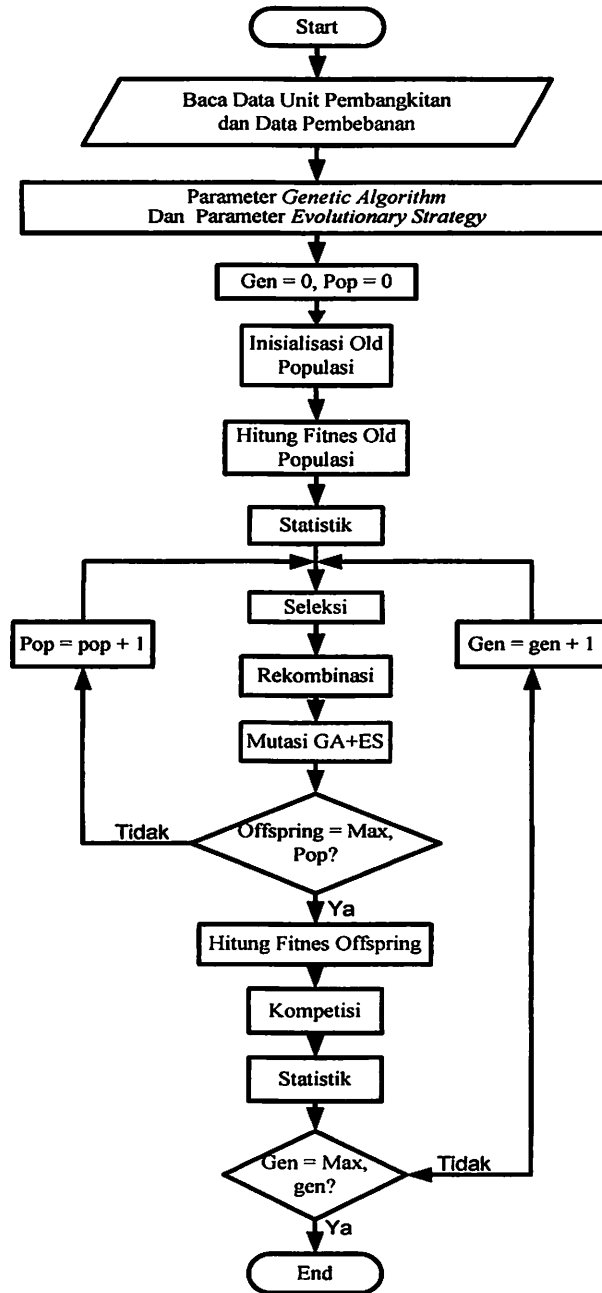 Start
Baca Data Unit Pembangkitan
dan Data Pembebanan
Parameter Genetic Algorithm
Dan Parameter Evolutionary Strategy
Gen = 0, Pop = 0
Inisialisasi Old
Populasi
Hitung Fitnes Old
Populasi
Statistik
Seleksi
Pop = pop + 1
Gen = gen + 1
Rekombinasi
Mutasi GA+ES
Tidak
Offspring = Max,
Pop?
Ya
Hitung Fitnes Offspring
Kompetisi
Statistik
Gen = Max,
gen?
Tidak
Ya
End